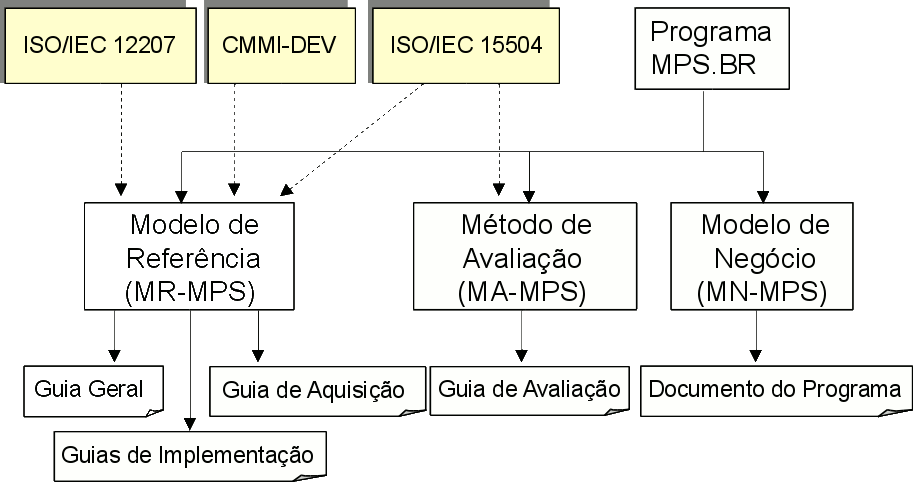 ISO/IEC 12207
CMMI-DEV
ISO/IEC 15504
Programa
MPS.BR
Modelo de
Referência
(MR-MPS)
Método de
Avaliação
(MA-MPS)
Modelo de
Negócio
(MN-MPS)
Guia Geral
Guia de Aquisição
Guia de Avaliação
Documento do Programa
Guias de Implementação